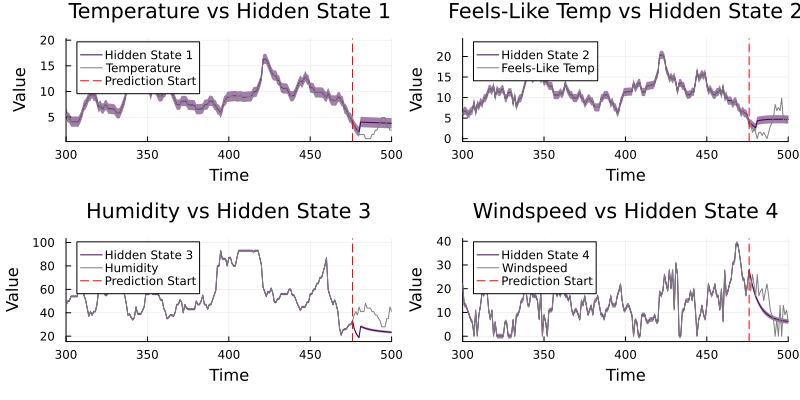 Temperature vs Hidden State 1
20
15
10
5
Value
Hidden State 1
Temperature
Prediction Start
300 350 400 450 500
Time
Feels-Like Temp vs Hidden State 2
20
15
10
5
0
Value
Hidden State 2
Feels-Like Temp
300 350 400 450 500
Time
Humidity vs Hidden State 3
100
80
60
40
20
Value
Hidden State 3
Humidity
Prediction Start
300 350 400 450 500
Time
Windspeed vs Hidden State 4
40
30
20
10
0
Value
Hidden State 4
Windspeed
Prediction Start
300 350 400 450 500
Time